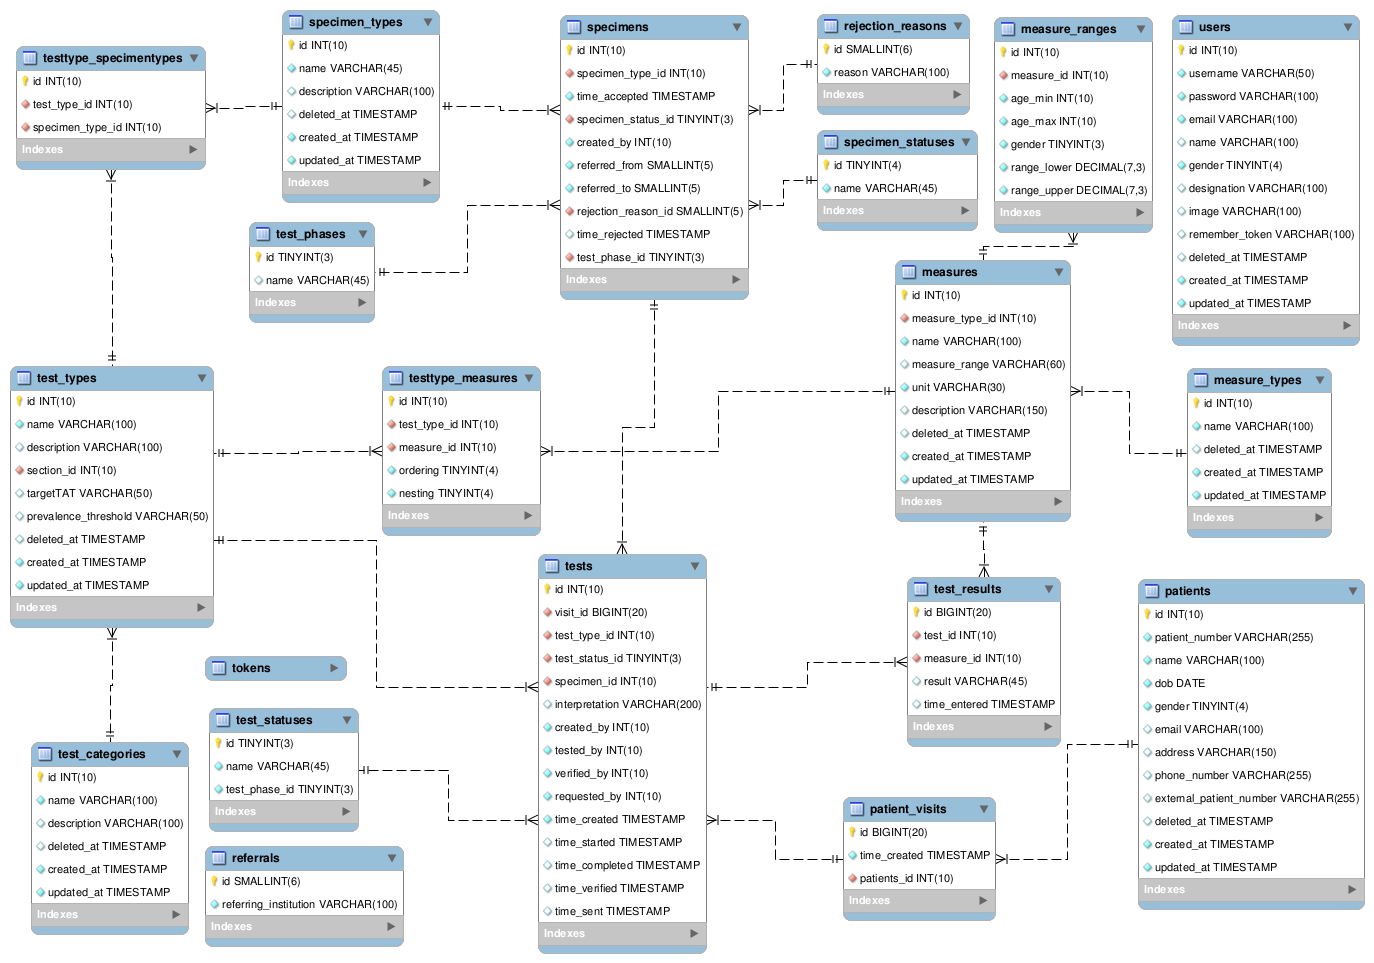 testtype_specimentypes
id INT(10)
test_type_id INT(10)
specimen_type_id INT(10)
Indexes
specimen_types
id INT(10)
name VARCHAR(45)
description VARCHAR(100)
deleted_at TIMESTAMP
created_at TIMESTAMP
updated_at TIMESTAMP
Indexes
specimens
id INT(10)
specimen_type_id INT(10)
time_accepted TIMESTAMP
specimen_status_id TINYINT(3)
created_by INT(10)
referred_from SMALLINT(5)
referred_to SMALLINT(5)
rejection_reason_id SMALLINT(5)
time_rejected TIMESTAMP
test_phase_id TINYINT(3)
Indexes
rejection_reasons
id SMALLINT(6)
reason VARCHAR(100)
Indexes
specimen_statuses
id TINYINT(4)
name VARCHAR(45)
Indexes
measure_ranges
id INT(10)
measure_id INT(10)
age_min INT(10)
age_max INT(10)
gender TINYINT(3)
range_lower DECIMAL(7,3)
range_upper DECIMAL(7,3)
Indexes
users
id INT(10)
username VARCHAR(50)
password VARCHAR(100)
email VARCHAR(100)
name VARCHAR(100)
gender TINYINT(4)
designation VARCHAR(100)
image VARCHAR(100)
remember_token VARCHAR(100)
deleted_at TIMESTAMP
created_at TIMESTAMP
updated_at TIMESTAMP
Indexes
test_phases
id TINYINT(3)
name VARCHAR(45)
Indexes
measures
id INT(10)
measure_type_id INT(10)
name VARCHAR(100)
measure_range VARCHAR(60)
unit VARCHAR(30)
description VARCHAR(150)
deleted_at TIMESTAMP
created_at TIMESTAMP
updated_at TIMESTAMP
Indexes
test_types
id INT(10)
name VARCHAR(100)
description VARCHAR(100)
section_id INT(10)
targetTAT VARCHAR(50)
prevalence_threshold VARCHAR(50)
deleted_at TIMESTAMP
created_at TIMESTAMP
updated_at TIMESTAMP
Indexes
testtype_measures
id INT(10)
test_type_id INT(10)
measure_id INT(10)
ordering TINYINT(4)
nesting TINYINT(4)
Indexes
measure_types
id INT(10)
name VARCHAR(100)
deleted_at TIMESTAMP
created_at TIMESTAMP
updated_at TIMESTAMP
Indexes
tests
id INT(10)
visit_id BIGINT(20)
test_type_id INT(10)
test_status_id TINYINT(3)
specimen_id INT(10)
interpretation VARCHAR(200)
created_by INT(10)
tested_by INT(10)
verified_by INT(10)
requested_by INT(10)
time_created TIMESTAMP
time_started TIMESTAMP
time_completed TIMESTAMP
time_verified TIMESTAMP
time_sent TIMESTAMP
Indexes
test_results
id BIGINT(20)
test_id INT(10)
measure_id INT(10)
result VARCHAR(45)
time_entered TIMESTAMP
Indexes
patients
id INT(10)
patient_number VARCHAR(255)
name VARCHAR(100)
dob DATE
gender TINYINT(4)
email VARCHAR(100)
address VARCHAR(150)
phone_number VARCHAR(255)
external_patient_number VARCHAR(255)
deleted_at TIMESTAMP
created_at TIMESTAMP
updated_at TIMESTAMP
Indexes
tokens
test_statuses
id TINYINT(3)
name VARCHAR(45)
test_phase_id TINYINT(3)
Indexes
test_categories
id INT(10)
name VARCHAR(100)
description VARCHAR(100)
deleted_at TIMESTAMP
created_at TIMESTAMP
updated_at TIMESTAMP
Indexes
patient_visits
id BIGINT(20)
time_created TIMESTAMP
patients_id INT(10)
Indexes
referrals
id SMALLINT(6)
referring_institution VARCHAR(100)
Indexes